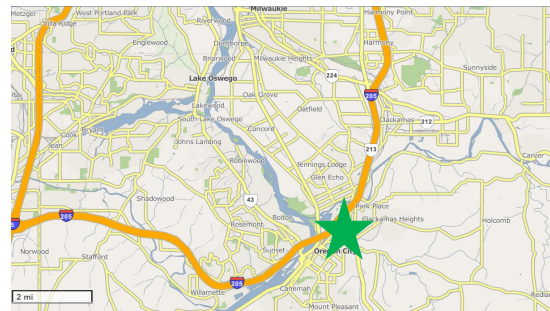 Metzger
West Portland Park
Villa Ridge
Milwaukie
Harmony Point
Riverwood
Englewood
Dunthorpe
Harmony
Briarwood
Milwaukie Heights
Sunnyside
Lake Oswego
224
205
Oak Grove
Lakewood
Oatfield
South Lake Oswego
Clackamas
212
Cook
Bryant
Concord
Jean
Johns Landing
213
Carver
Robinwood
Jennings Lodge
Glen Echo
Shadowood
43
Park Place
205
Bolton
Clackamas Heights
Holcomb
Rosemont
Norwood
Stafford
Sunset
Oregon City
205
Canemah
Willamette
2 mi
Mount Pleasant